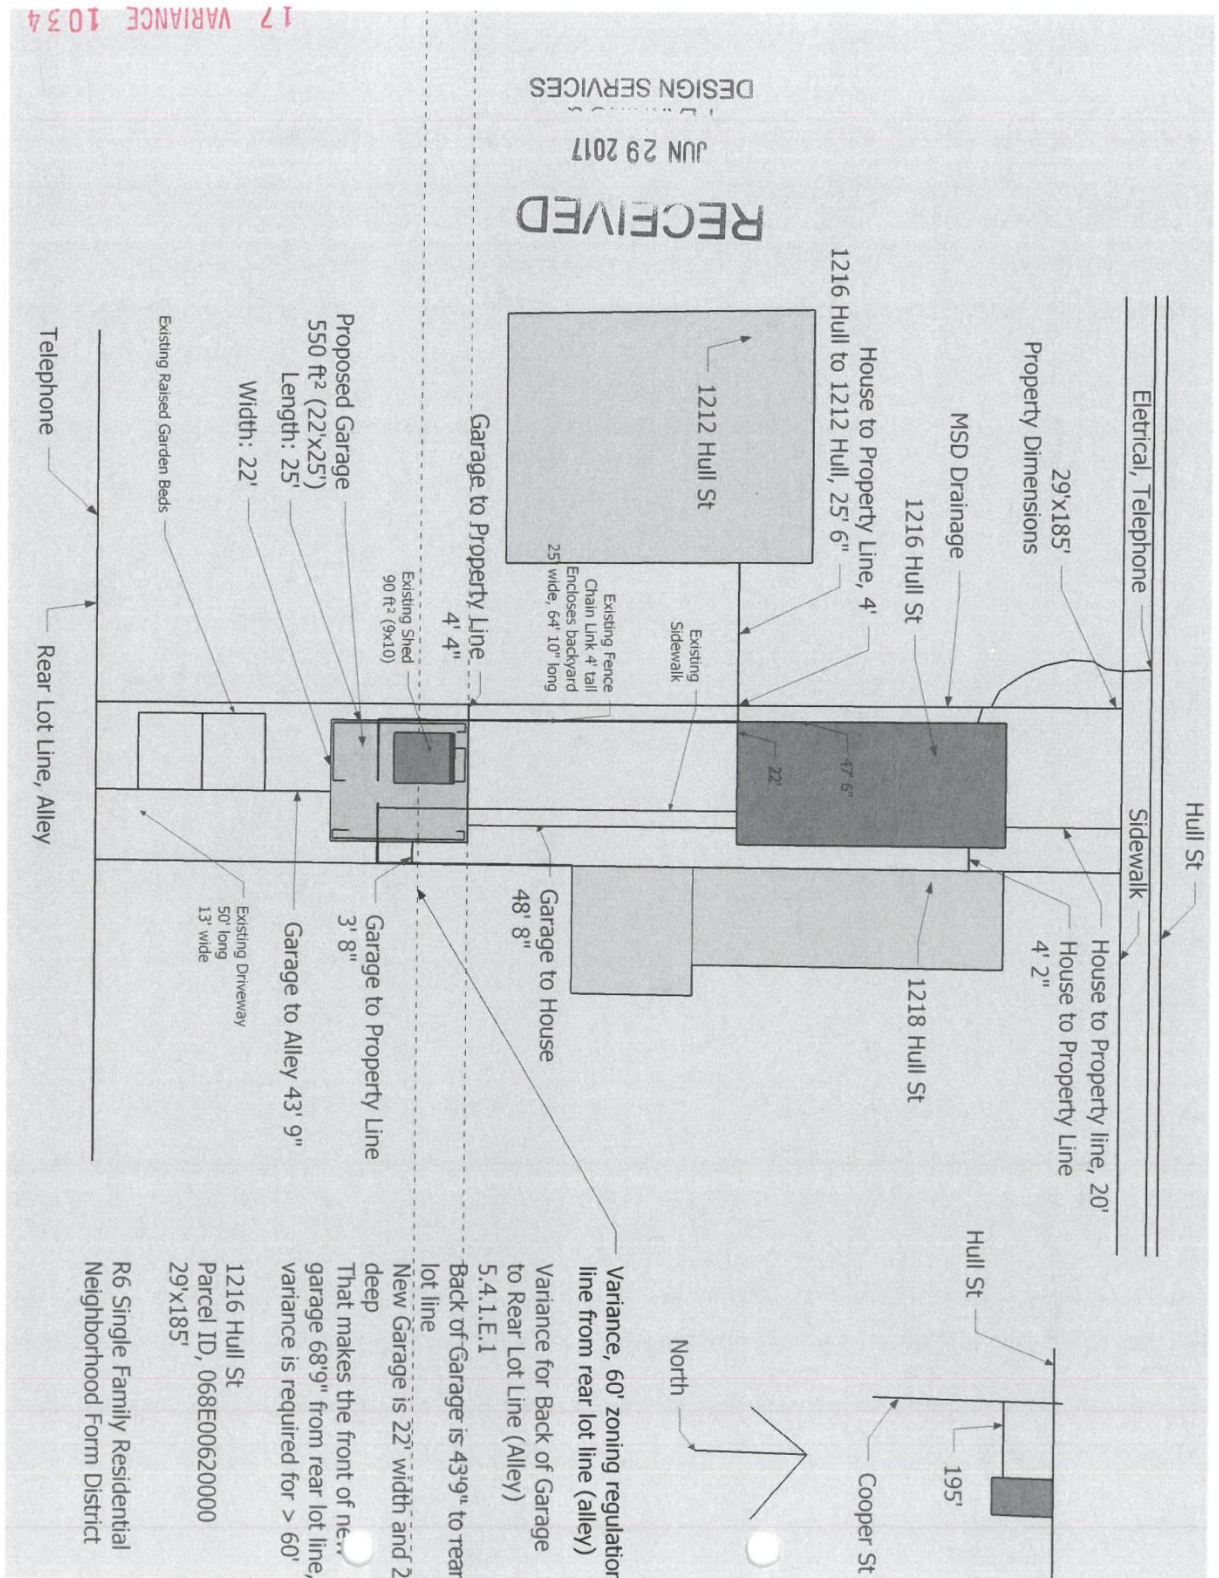 17 VARIANCE 1034
DESIGN SERVICES
JUN 29 2017
RECEIVED
Hull St
Sidewalk
Eletrical, Telephone
29'x185'
Property Dimensions
MSD Drainage
1216 Hull St
House to Property Line, 4'
1216 Hull to 1212 Hull, 25' 6"
1212 Hull St
House to Property line, 20'
House to Property Line
4' 2"
1218 Hull St
47' 6"
22'
Existing
Sidewalk
Existing Fence
Chain Link 4' tall
Encloses backyard
25' wide, 64' 10" long
Garage to House
48' 8"
Garage to Property Line
4' 4"
Existing Shed
90 ft² (9x10)
Proposed Garage
550 ft² (22'x25')
Length: 25'
Width: 22'
Garage to Property Line
3' 8"
Garage to Alley 43' 9"
Existing Driveway
50' long
13' wide
Existing Raised Garden Beds
Telephone
Rear Lot Line, Alley
Hull St
195'
Cooper St
North
Variance, 60' zoning regulation
line from rear lot line (alley)
Variance for Back of Garage
to Rear Lot Line (Alley)
5.4.1.E.1
Back of Garage is 43'9" to rear
lot line
New Garage is 22' width and
deep
That makes the front of
garage 68'9" from rear lot line,
variance is required for > 60'
1216 Hull St
Parcel ID, 068E00620000
29'x185'
R6 Single Family Residential
Neighborhood Form District